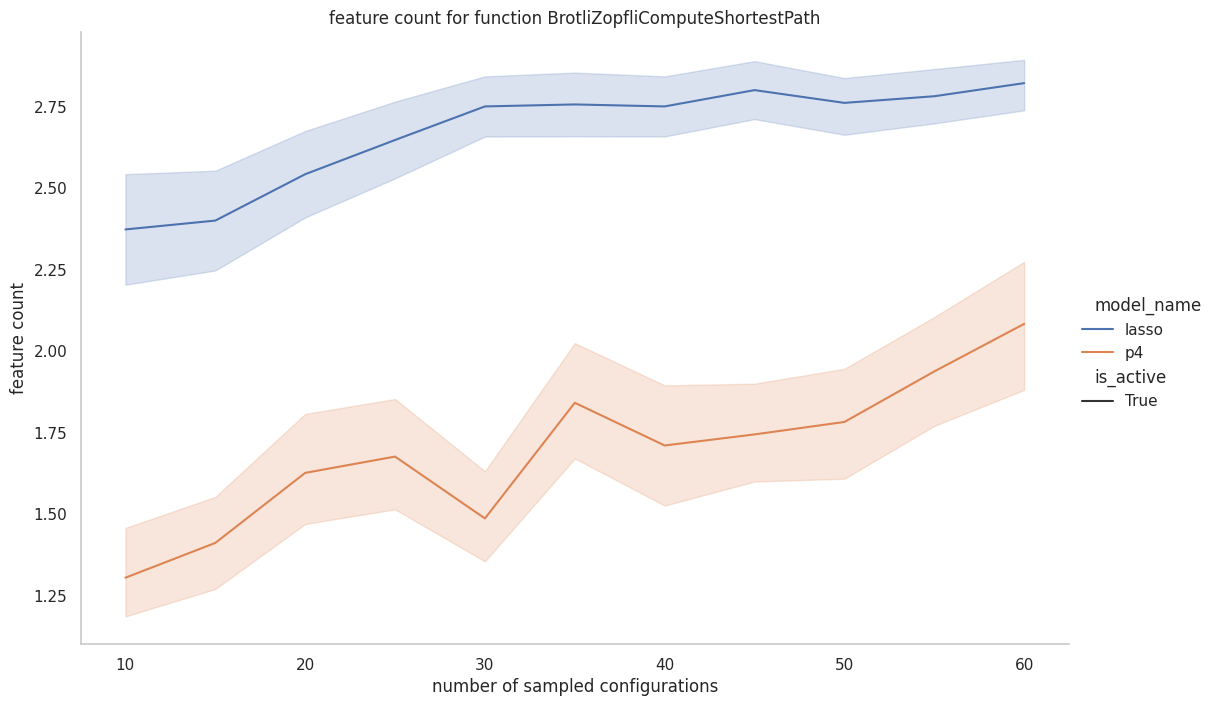 feature count for function BrotliZopfliComputeShortestPath
feature count
2.75
2.50
2.25
2.00
1.75
1.50
1.25
10 20 30 40 50 60
number of sampled configurations
model_name
lasso
p4
is_active
True